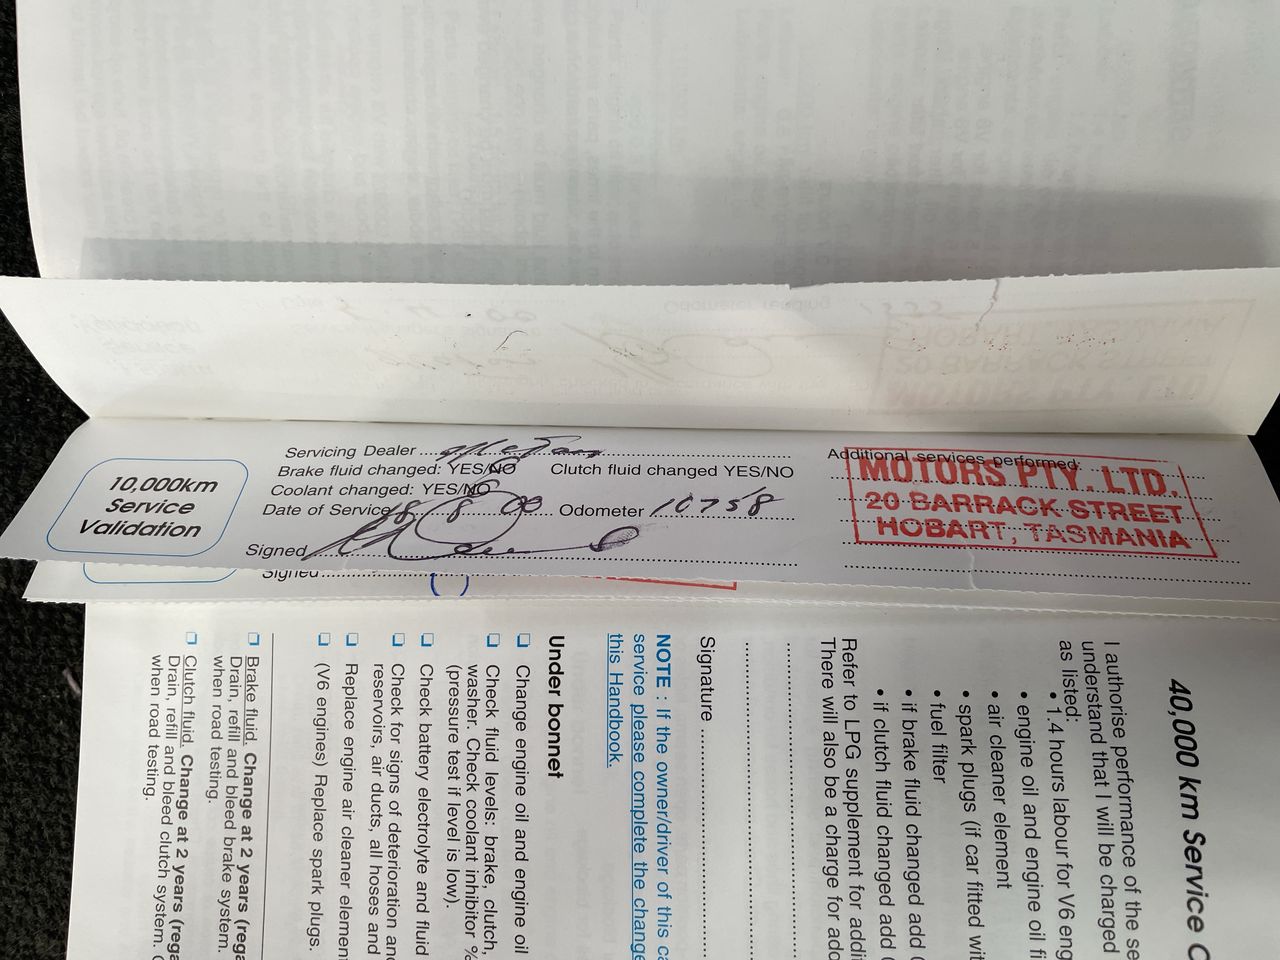 10,000km
Service
Validation
Servicing Dealer
Brake fluid changed: YES/NO Clutch fluid changed YES/NO
Coolant changed: YES/NO
Date of Service 8 8 00 Odometer 10758
Signed
Additional services performed:
MOTORS PTY. LTD.
20 BARRACK STREET
HOBART, TASMANIA
Signed
40,000 km Service
I authorise performance of the se
understand that I will be charged
as listed:
• 1.4 hours labour for V6 eng
• engine oil and engine oil fi
• air cleaner element
• spark plugs (if car fitted wit
• fuel filter
• if brake fluid changed add
• if clutch fluid changed add
Refer to LPG supplement for addit
There will also be a charge for add
Signature
NOTE : If the owner/driver of this ca
service please complete the change
this Handbook.
Under bonnet
❑ Change engine oil and engine oil
❑ Check fluid levels: brake, clutch,
washer. Check coolant inhibitor %
(pressure test if level is low).
❑ Check battery electrolyte and fluid
❑ Check for signs of deterioration an
reservoirs, air ducts, all hoses and
❑ Replace engine air cleaner element
❑ (V6 engines) Replace spark plugs.
❑ Brake fluid. Change at 2 years (rega
Drain, refill and bleed brake system.
when road testing.
❑ Clutch fluid. Change at 2 years (rega
Drain, refill and bleed clutch system.
when road testing.